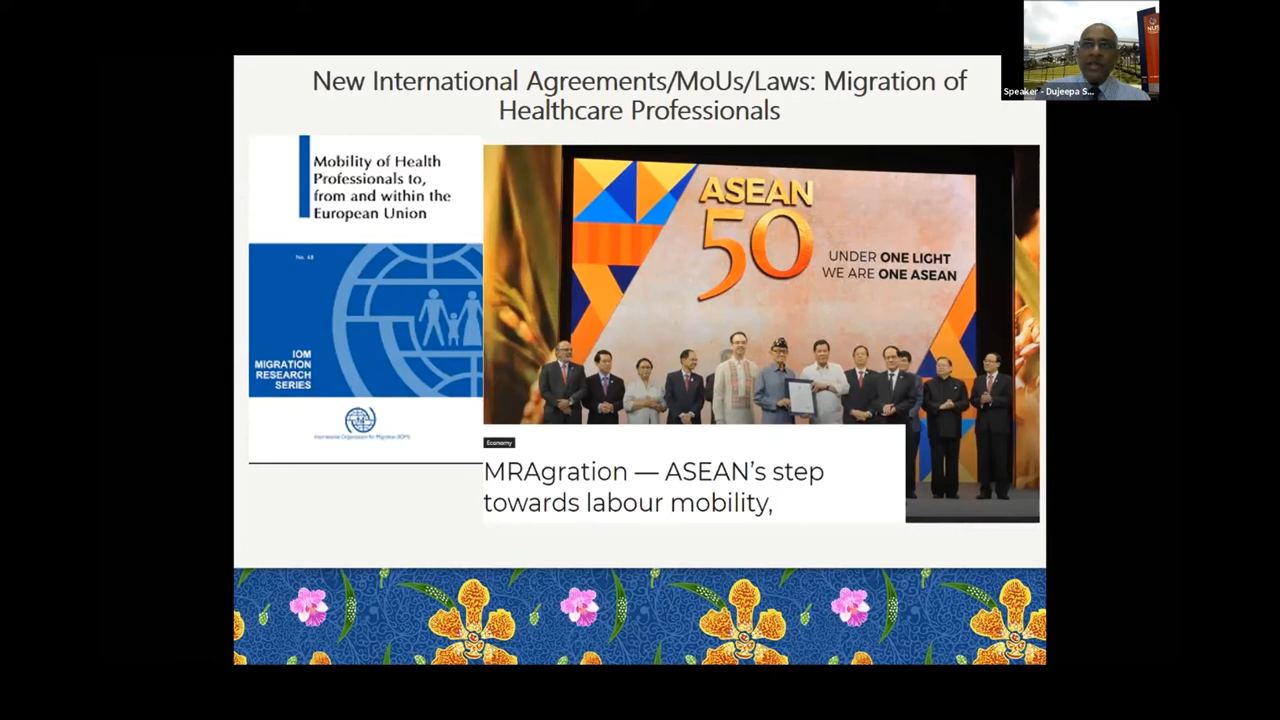 New International Agreements/MoUs/Laws: Migration of
Healthcare Professionals
Speaker - Dujeepa S...
NUS
Mobility of Health
Professionals to,
from and within the
European Union
No. 48
IOM
MIGRATION
RESEARCH
SERIES
International Organization for Migration (IOM)
ASEAN
50
UNDER ONE LIGHT
WE ARE ONE ASEAN
Economy
MRAgration — ASEAN's step
towards labour mobility,